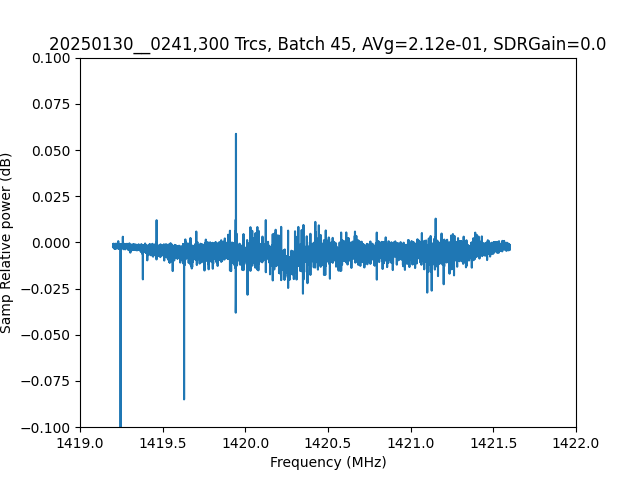 20250130__0241,300 Trcs, Batch 45, AVg=2.12e-01, SDRGain=0.0
0.100
0.075
0.050
0.025
0.000
−0.025
−0.050
−0.075
−0.100
Samp Relative power (dB)
1419.0 1419.5 1420.0 1420.5 1421.0 1421.5 1422.0
Frequency (MHz)